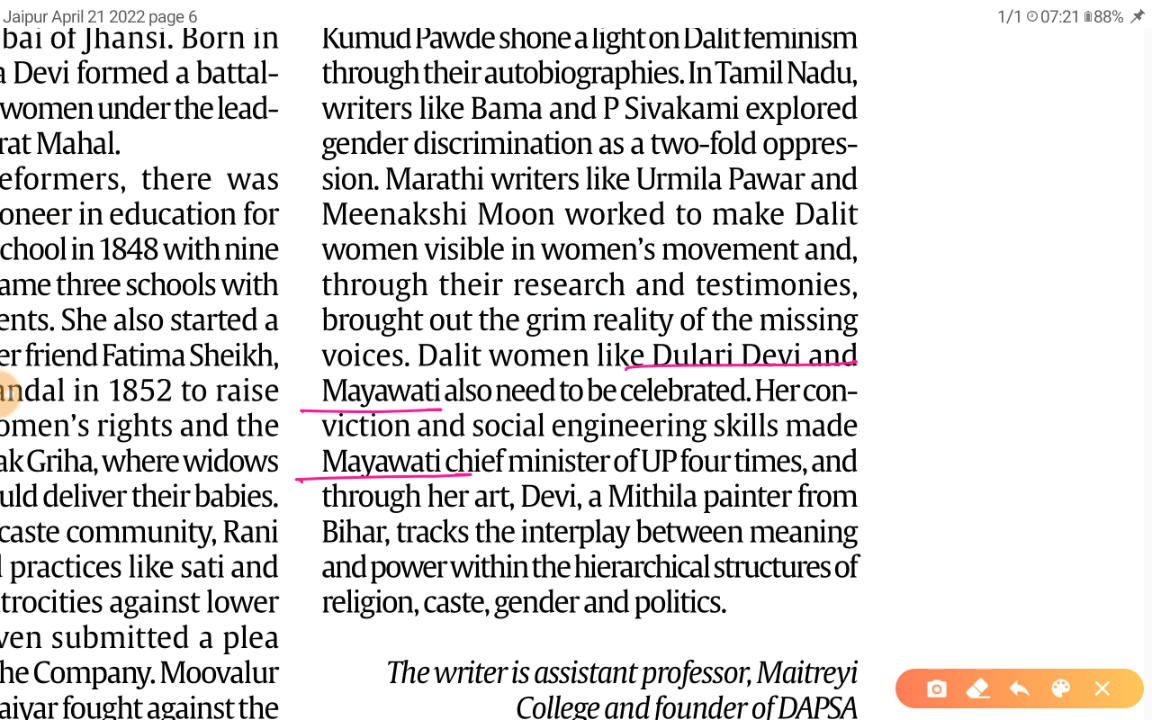 Jaipur April 21 2022 page 6
1/1 07:21 88%
bai of Jhansi. Born in
a Devi formed a battal-
women under the lead-
rat Mahal.
eformers, there was
oneer in education for
chool in 1848 with nine
ame three schools with
ents. She also started a
er friend Fatima Sheikh,
andal in 1852 to raise
omen's rights and the
ak Griha, where widows
uld deliver their babies.
caste community, Rani
l practices like sati and
trocities against lower
ven submitted a plea
he Company. Moovalur
aiyar fought against the
Kumud Pawde shone a light on Dalit feminism
through their autobiographies. In Tamil Nadu,
writers like Bama and P Sivakami explored
gender discrimination as a two-fold oppres-
sion. Marathi writers like Urmila Pawar and
Meenakshi Moon worked to make Dalit
women visible in women's movement and,
through their research and testimonies,
brought out the grim reality of the missing
voices. Dalit women like Dulari Devi and
Mayawati also need to be celebrated. Her con-
viction and social engineering skills made
Mayawati chief minister of UP four times, and
through her art, Devi, a Mithila painter from
Bihar, tracks the interplay between meaning
and power within the hierarchical structures of
religion, caste, gender and politics.
The writer is assistant professor, Maitreyi
College and founder of DAPSA